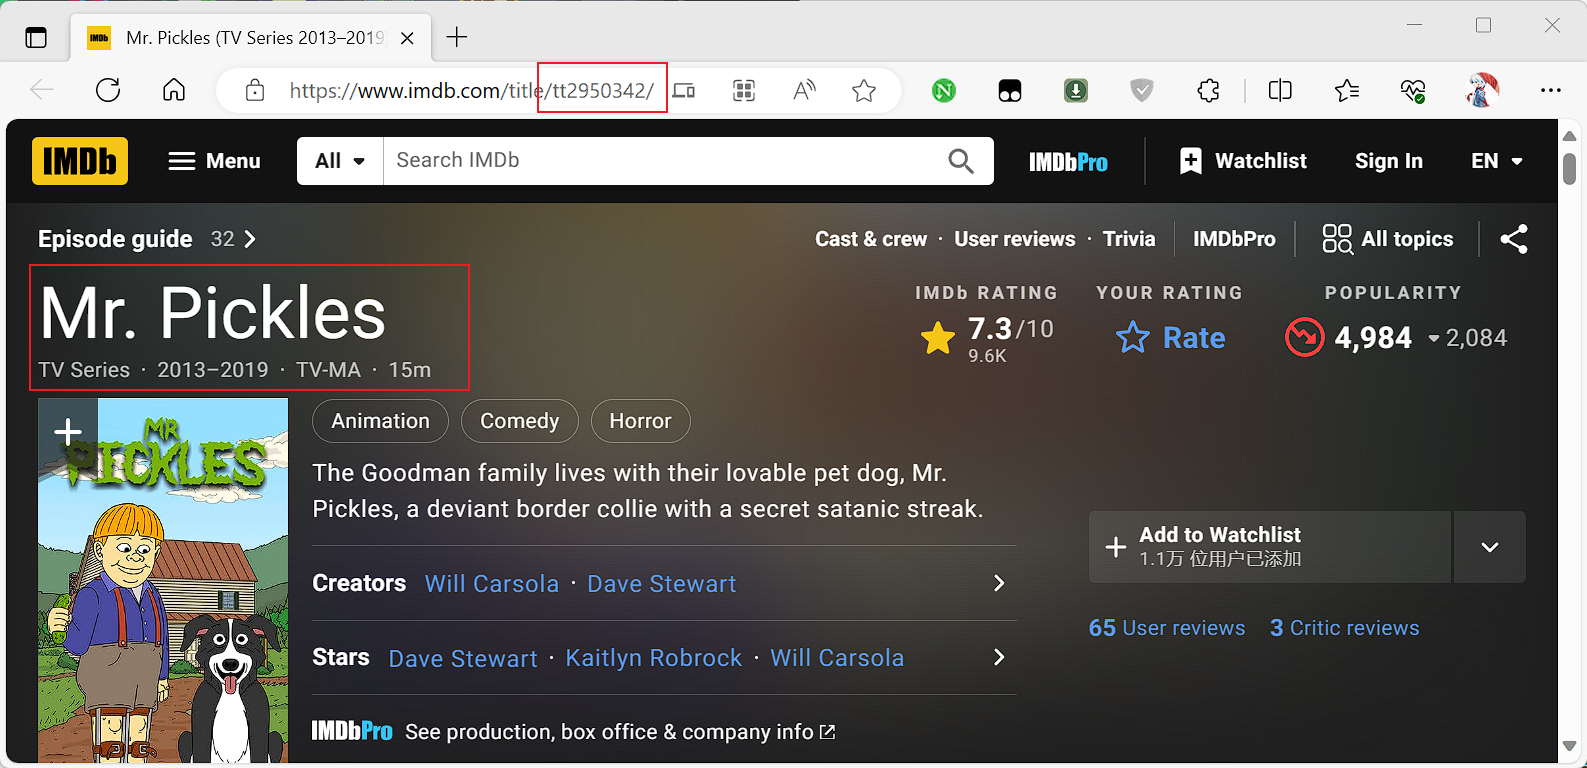 IMDb Mr. Pickles (TV Series 2013–2019)
https://www.imdb.com/title/tt2950342/
IMDb Menu All Search IMDb IMDbPro Watchlist Sign In EN
Episode guide 32 Cast & crew · User reviews · Trivia IMDbPro All topics
Mr. Pickles
TV Series · 2013–2019 · TV-MA · 15m
IMDb RATING YOUR RATING POPULARITY
7.3/10 Rate 4,984 2,084
9.6K
MR
PICKLES
Animation Comedy Horror
The Goodman family lives with their lovable pet dog, Mr.
Pickles, a deviant border collie with a secret satanic streak.
Creators Will Carsola · Dave Stewart
Stars Dave Stewart · Kaitlyn Robrock · Will Carsola
IMDbPro See production, box office & company info
Add to Watchlist
1.1万 位用户已添加
65 User reviews 3 Critic reviews